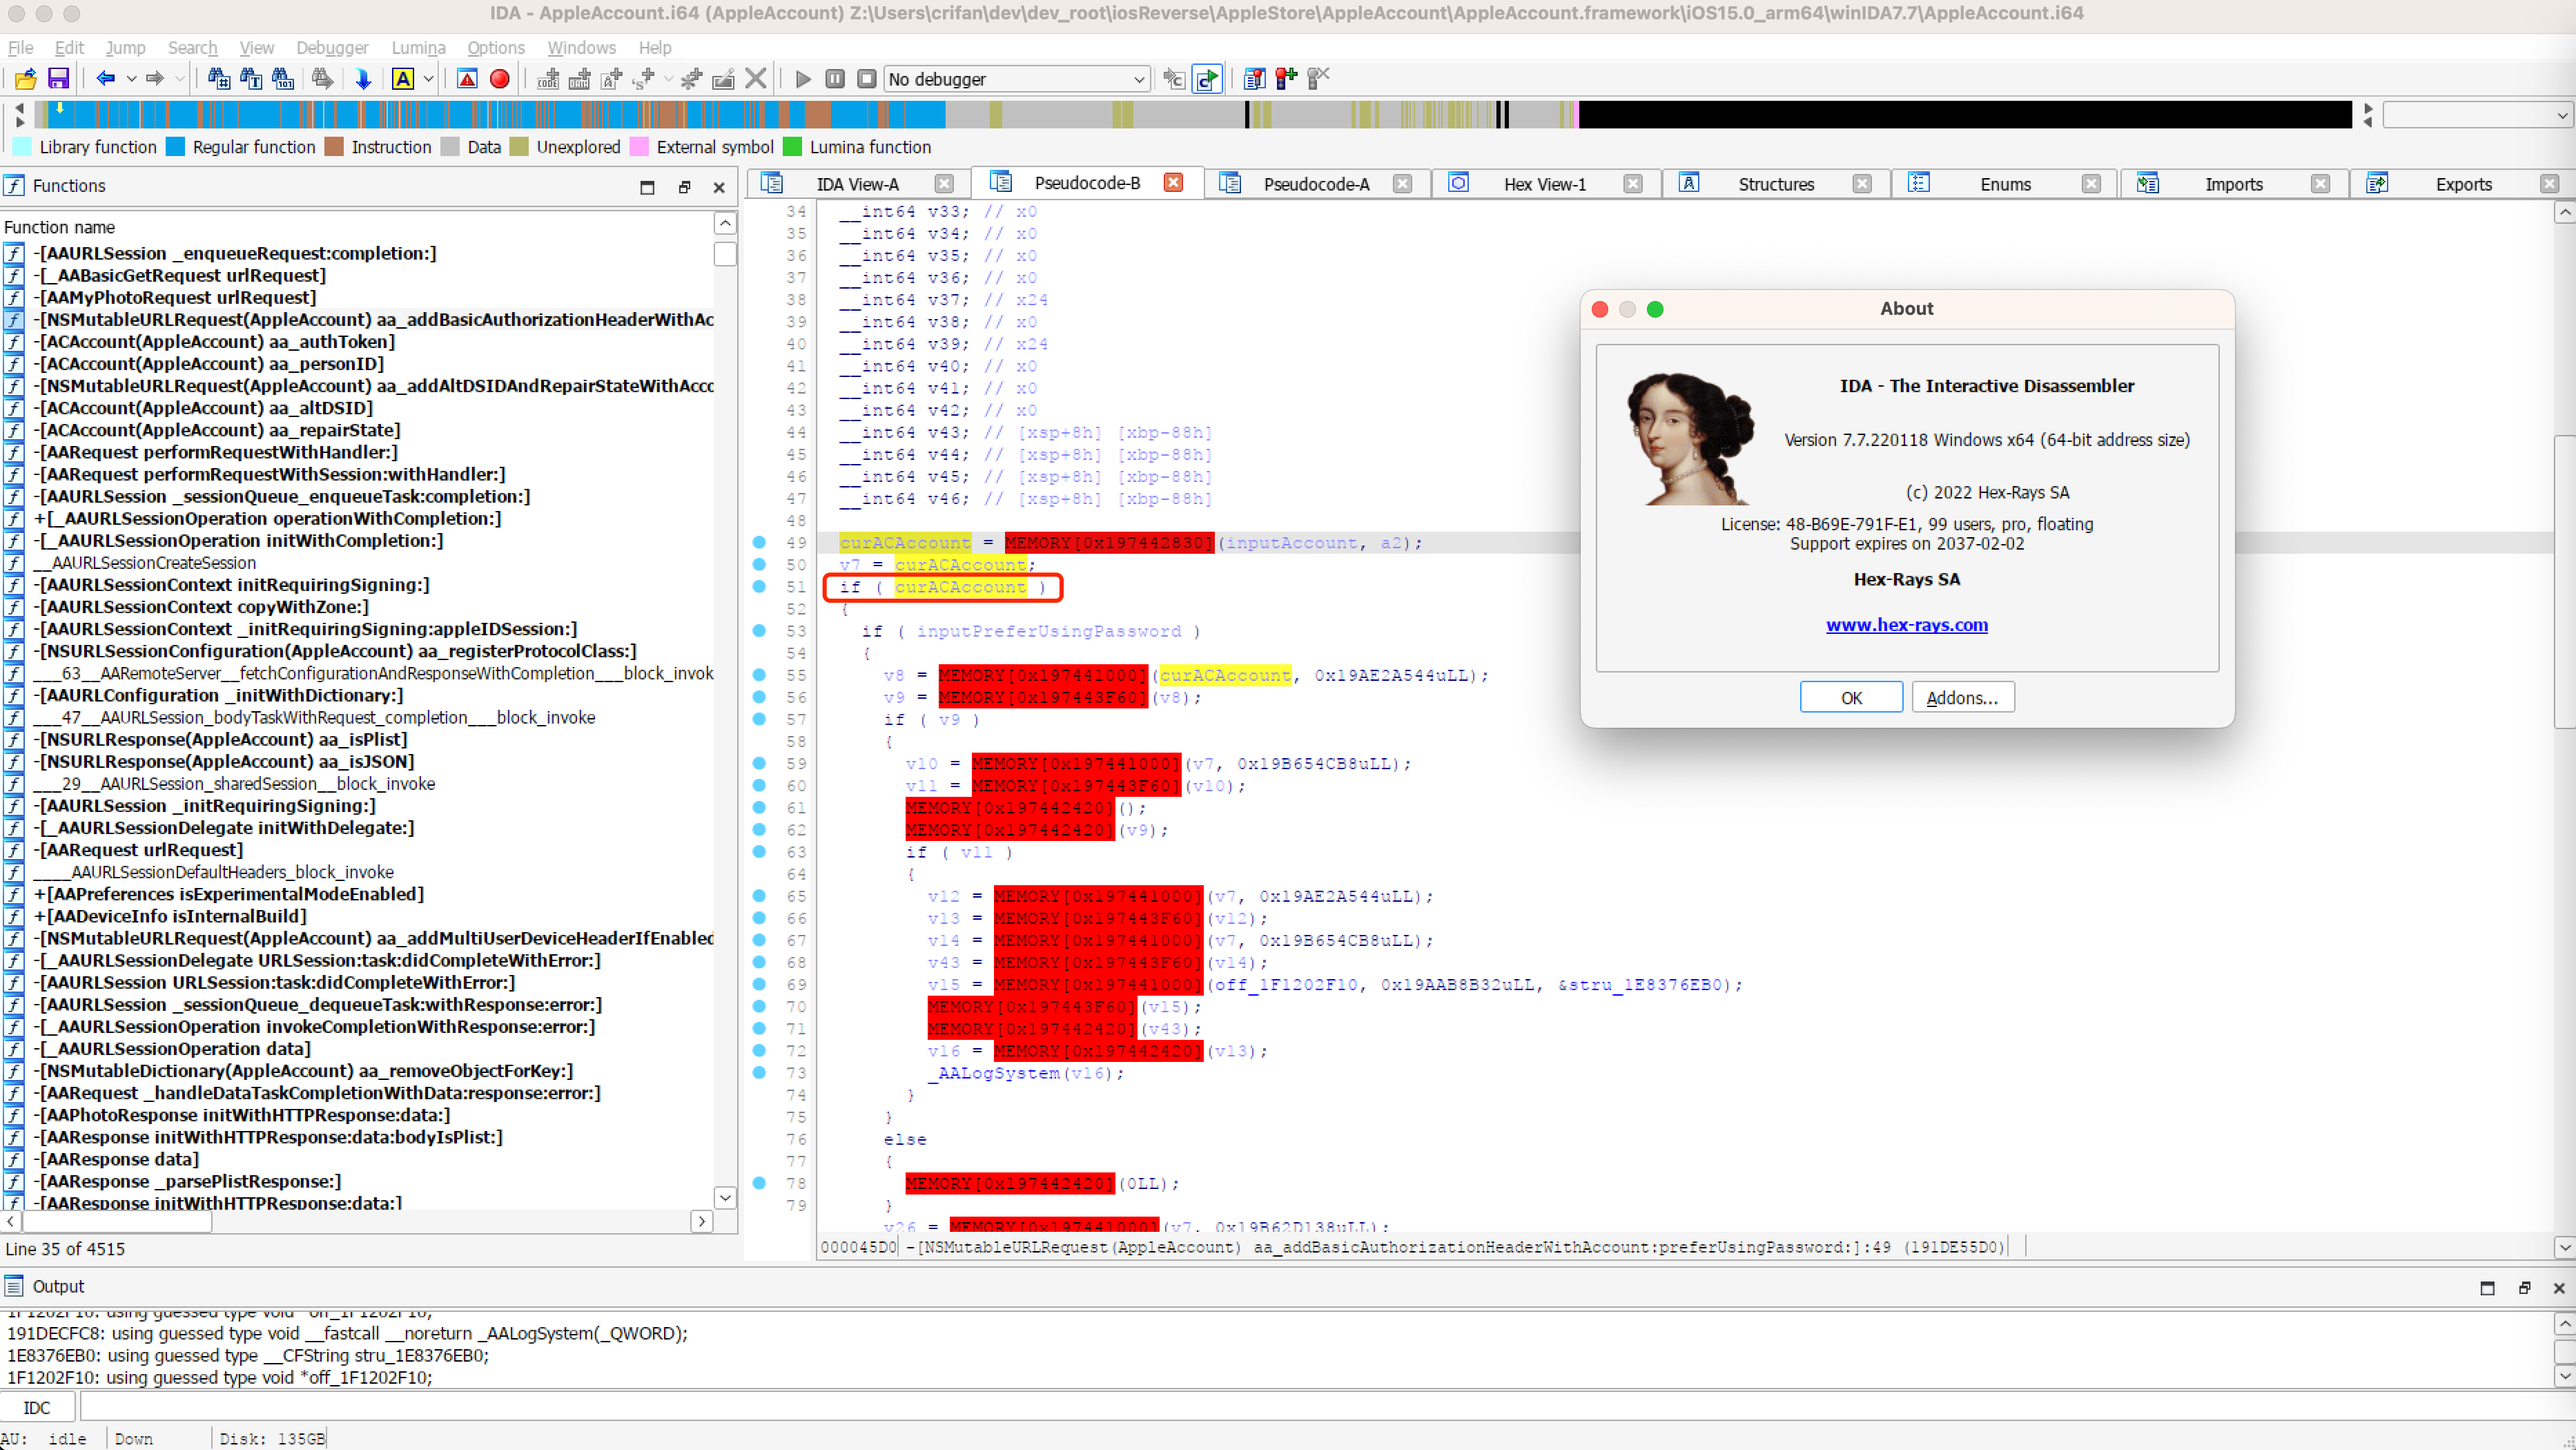 IDA - AppleAccount.i64 (AppleAccount) Z:\Users\crifan\dev\dev_root\iosReverse\AppleStore\AppleAccount\AppleAccount.framework\iOS15.0_arm64\winIDA7.7\AppleAccount.i64
File Edit Jump Search View Debugger Lumina Options Windows Help
No debugger
Library function Regular function Instruction Data Unexplored External symbol Lumina function
Functions
IDA View-A Pseudocode-B Pseudocode-A Hex View-1 Structures Enums Imports Exports
Function name
-[AAURLSession _enqueueRequest:completion:]
-[_AABasicGetRequest urlRequest]
-[AAMyPhotoRequest urlRequest]
-[NSMutableURLRequest(AppleAccount) aa_addBasicAuthorizationHeaderWithAc
-[ACAccount(AppleAccount) aa_authToken]
-[ACAccount(AppleAccount) aa_personID]
-[NSMutableURLRequest(AppleAccount) aa_addAltDSIDAndRepairStateWithAcco
-[ACAccount(AppleAccount) aa_altDSID]
-[ACAccount(AppleAccount) aa_repairState]
-[AARequest performRequestWithHandler:]
-[AARequest performRequestWithSession:withHandler:]
-[AAURLSession _sessionQueue_enqueueTask:completion:]
+[_AAURLSessionOperation operationWithCompletion:]
-[_AAURLSessionOperation initWithCompletion:]
__AAURLSessionCreateSession
-[AAURLSessionContext initRequiringSigning:]
-[AAURLSessionContext copyWithZone:]
-[AAURLSessionContext _initRequiringSigning:appleIDSession:]
-[NSURLSessionConfiguration(AppleAccount) aa_registerProtocolClass:]
___63__AARemoteServer__fetchConfigurationAndResponseWithCompletion___block_invok
-[AAURLConfiguration _initWithDictionary:]
___47__AAURLSession_bodyTaskWithRequest_completion___block_invoke
-[NSURLResponse(AppleAccount) aa_isPlist]
-[NSURLResponse(AppleAccount) aa_isJSON]
___29__AAURLSession_sharedSession__block_invoke
-[AAURLSession _initRequiringSigning:]
-[_AAURLSessionDelegate initWithDelegate:]
-[AARequest urlRequest]
____AAURLSessionDefaultHeaders_block_invoke
+[AAPreferences isExperimentalModeEnabled]
+[AADeviceInfo isInternalBuild]
-[NSMutableURLRequest(AppleAccount) aa_addMultiUserDeviceHeaderIfEnabled
-[_AAURLSessionDelegate URLSession:task:didCompleteWithError:]
-[AAURLSession URLSession:task:didCompleteWithError:]
-[AAURLSession _sessionQueue_dequeueTask:withResponse:error:]
-[_AAURLSessionOperation invokeCompletionWithResponse:error:]
-[_AAURLSessionOperation data]
-[NSMutableDictionary(AppleAccount) aa_removeObjectForKey:]
-[AARequest _handleDataTaskCompletionWithData:response:error:]
-[AAPhotoResponse initWithHTTPResponse:data:]
-[AAResponse initWithHTTPResponse:data:bodyIsPlist:]
-[AAResponse data]
-[AAResponse _parsePlistResponse:]
-[AAResponse initWithHTTPResponse:data:]
Line 35 of 4515
34 __int64 v33; // x0
35 __int64 v34; // x0
36 __int64 v35; // x0
37 __int64 v36; // x0
38 __int64 v37; // x24
39 __int64 v38; // x0
40 __int64 v39; // x24
41 __int64 v40; // x0
42 __int64 v41; // x0
43 __int64 v42; // x0
44 __int64 v43; // [xsp+8h] [xbp-88h]
45 __int64 v44; // [xsp+8h] [xbp-88h]
46 __int64 v45; // [xsp+8h] [xbp-88h]
47 __int64 v46; // [xsp+8h] [xbp-88h]
48
49 curACAccount = MEMORY[0x197442830](inputAccount, a2);
50 v7 = curACAccount;
51 if ( curACAccount )
52 {
53 if ( inputPreferUsingPassword )
54 {
55 v8 = MEMORY[0x197441000](curACAccount, 0x19AE2A544uLL);
56 v9 = MEMORY[0x197443F60](v8);
57 if ( v9 )
58 {
59 v10 = MEMORY[0x197441000](v7, 0x19B654CB8uLL);
60 v11 = MEMORY[0x197443F60](v10);
61 MEMORY[0x197442420]();
62 MEMORY[0x197442420](v9);
63 if ( v11 )
64 {
65 v12 = MEMORY[0x197441000](v7, 0x19AE2A544uLL);
66 v13 = MEMORY[0x197443F60](v12);
67 v14 = MEMORY[0x197441000](v7, 0x19B654CB8uLL);
68 v43 = MEMORY[0x197443F60](v14);
69 v15 = MEMORY[0x197441000](off_1F1202F10, 0x19AAB8B32uLL, &stru_1E8376EB0);
70 MEMORY[0x197443F60](v15);
71 MEMORY[0x197442420](v43);
72 v16 = MEMORY[0x197442420](v13);
73 _AALogSystem(v16);
74 }
75 }
76 else
77 {
78 MEMORY[0x197442420](0LL);
79 }
v26 = MEMORY[0x197441000](v7, 0x19B62D138uLL);
000045D0 -[NSMutableURLRequest(AppleAccount) aa_addBasicAuthorizationHeaderWithAccount:preferUsingPassword:]:49 (191DE55D0)
About
IDA - The Interactive Disassembler
Version 7.7.220118 Windows x64 (64-bit address size)
(c) 2022 Hex-Rays SA
License: 48-B69E-791F-E1, 99 users, pro, floating
Support expires on 2037-02-02
Hex-Rays SA
www.hex-rays.com
OK Addons...
Output
1F1202F10: using guessed type void *off_1F1202F10;
191DECFC8: using guessed type void __fastcall __noreturn _AALogSystem(_QWORD);
1E8376EB0: using guessed type __CFString stru_1E8376EB0;
1F1202F10: using guessed type void *off_1F1202F10;
IDC
AU: idle Down Disk: 135GB